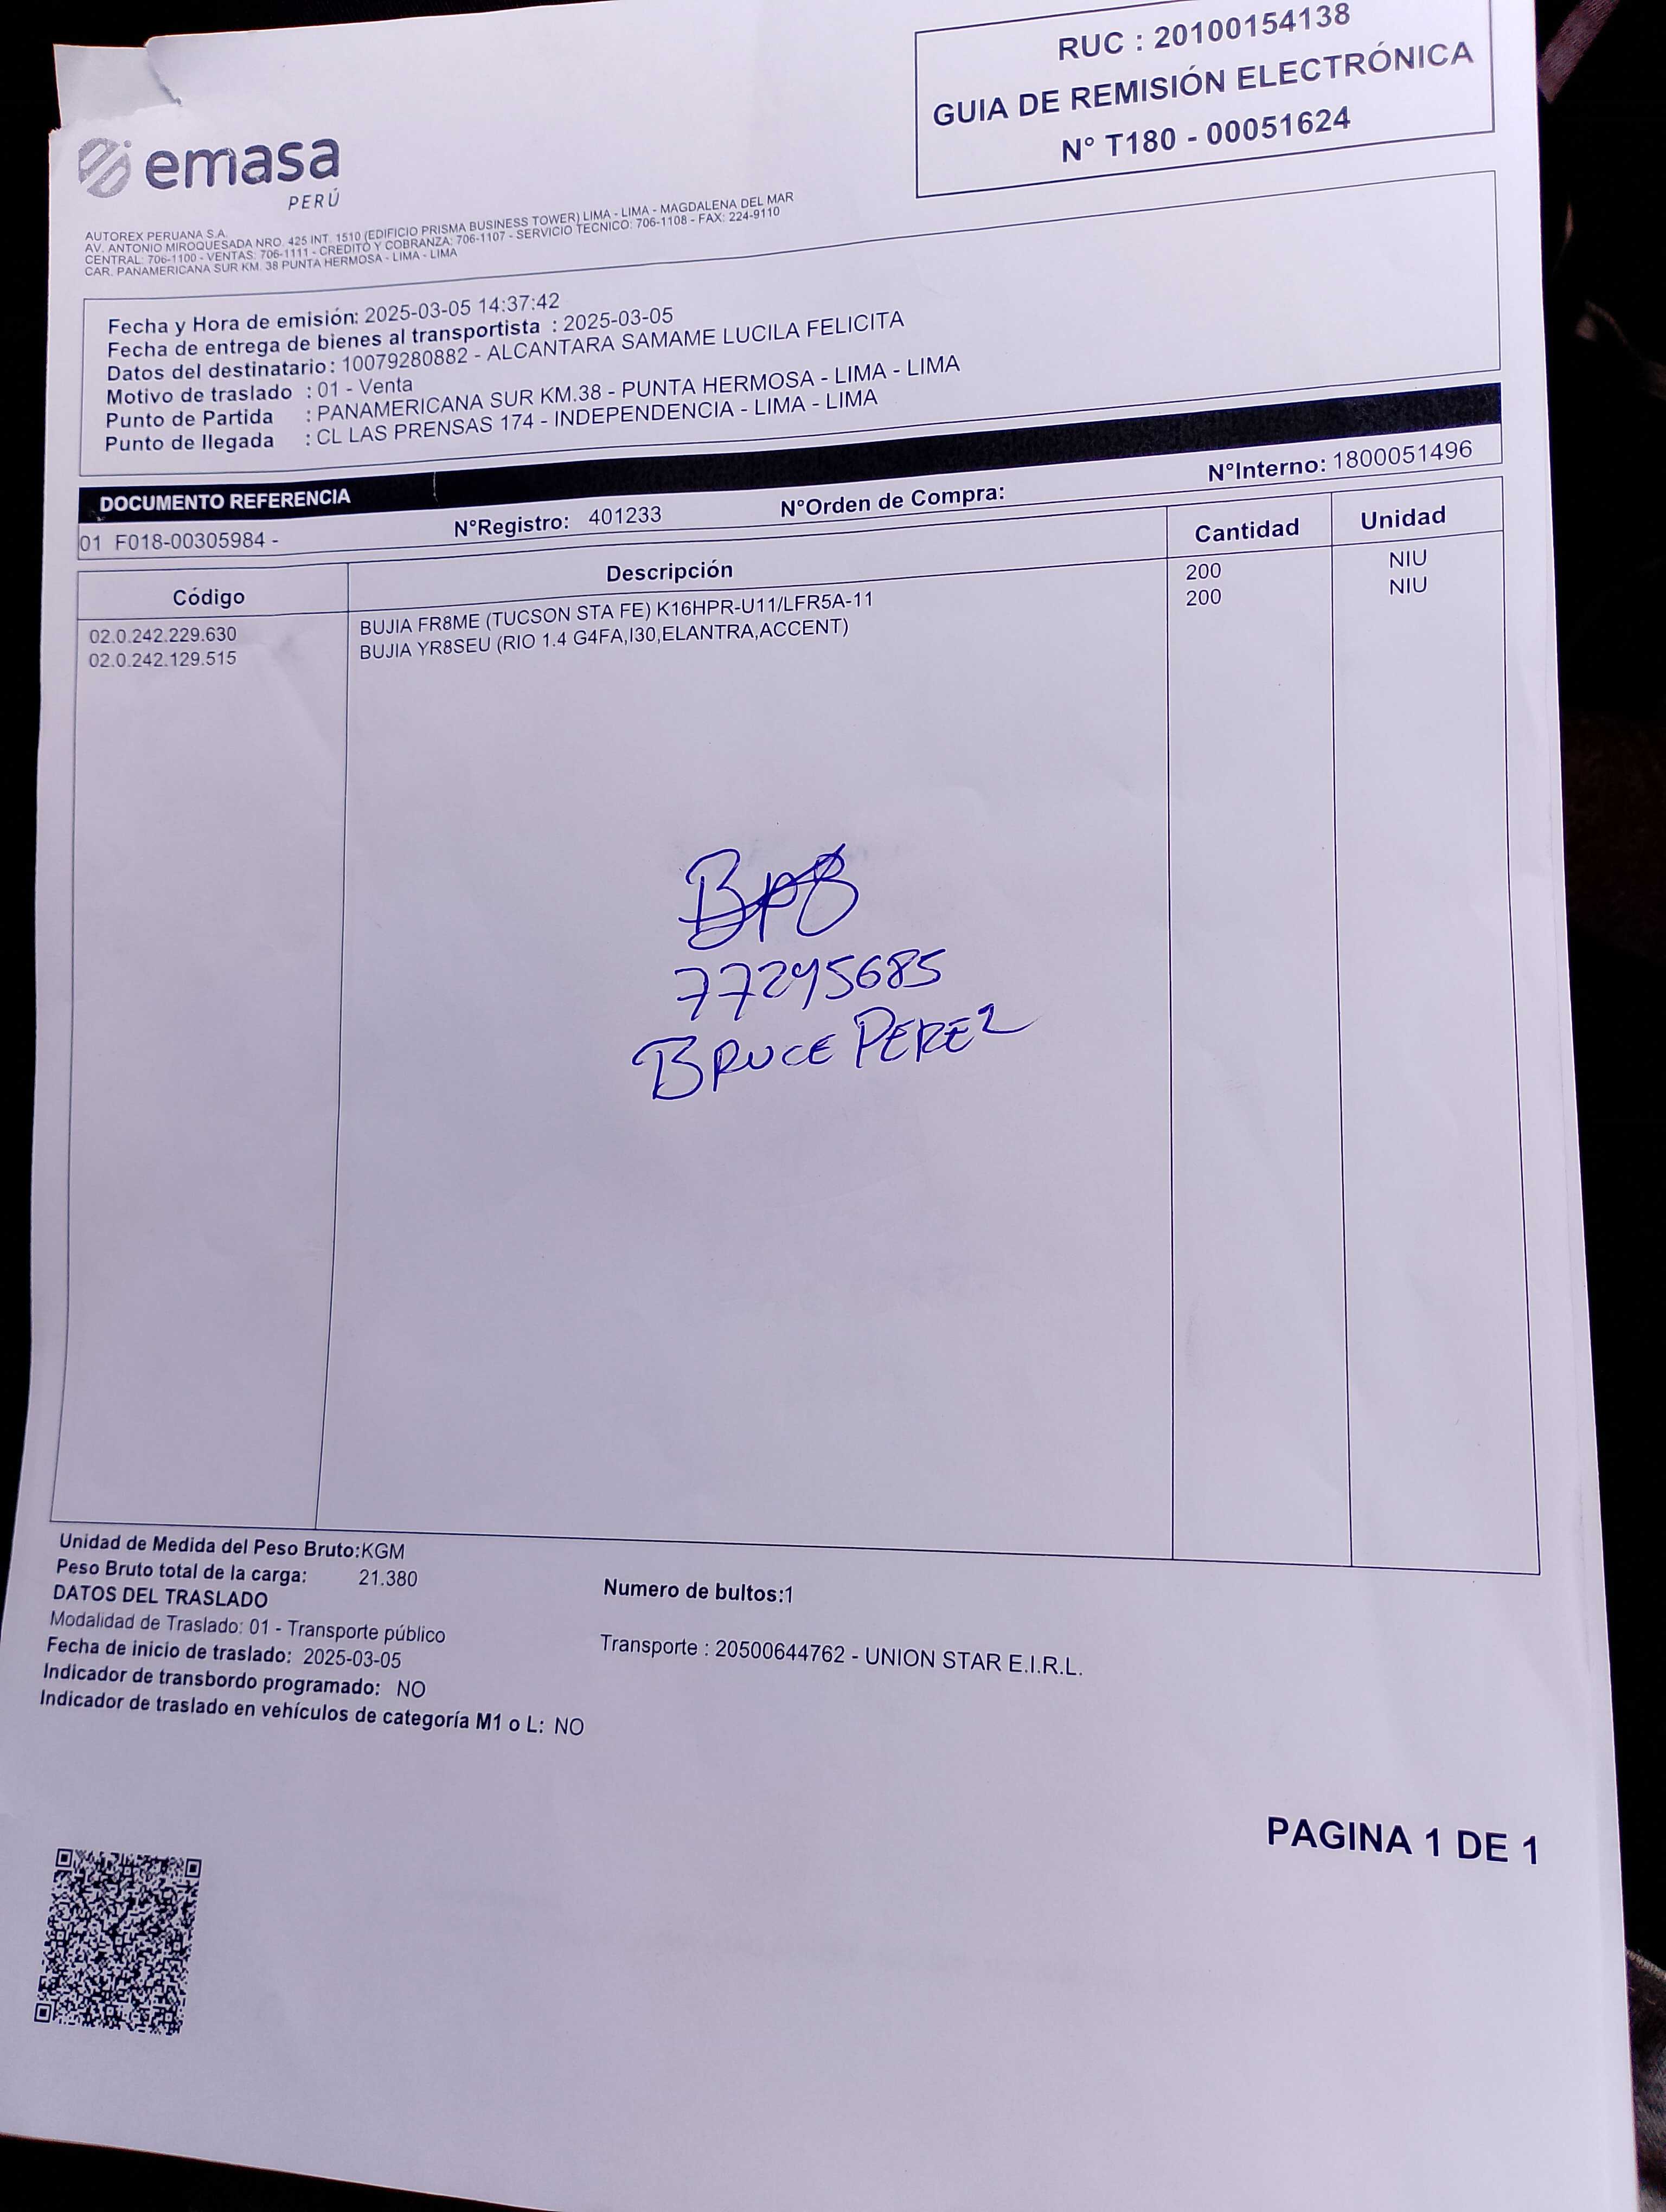 RUC : 20100154138
GUIA DE REMISIÓN ELECTRÓNICA
N° T180 - 00051624
emasa
PERÚ
AUTOREX PERUANA S.A.
AV. ANTONIO MIROQUESADA NRO. 425 INT. 1510 (EDIFICIO PRISMA BUSINESS TOWER) LIMA - LIMA - MAGDALENA DEL MAR
CENTRAL: 706-1100 - VENTAS: 706-1111 - CREDITO Y COBRANZA: 706-1107 - SERVICIO TECNICO: 706-1108 - FAX: 224-9110
CAR. PANAMERICANA SUR KM. 38 PUNTA HERMOSA - LIMA - LIMA
Fecha y Hora de emisión: 2025-03-05 14:37:42
Fecha de entrega de bienes al transportista : 2025-03-05
Datos del destinatario : 10079280882 - ALCANTARA SAMAME LUCILA FELICITA
Motivo de traslado : 01 - Venta
Punto de Partida : PANAMERICANA SUR KM.38 - PUNTA HERMOSA - LIMA - LIMA
Punto de llegada : CL LAS PRENSAS 174 - INDEPENDENCIA - LIMA - LIMA
DOCUMENTO REFERENCIA
01 F018-00305984 - N°Registro: 401233 N°Orden de Compra: N°Interno: 1800051496
Código Descripción Cantidad Unidad
02.0.242.229.630 BUJIA FR8ME (TUCSON STA FE) K16HPR-U11/LFR5A-11 200 NIU
02.0.242.129.515 BUJIA YR8SEU (RIO 1.4 G4FA,I30,ELANTRA,ACCENT) 200 NIU
77295685
BRUCE PEREZ
Unidad de Medida del Peso Bruto:KGM
Peso Bruto total de la carga: 21.380 Numero de bultos:1
DATOS DEL TRASLADO
Modalidad de Traslado: 01 - Transporte público Transporte : 20500644762 - UNION STAR E.I.R.L.
Fecha de inicio de traslado: 2025-03-05
Indicador de transbordo programado: NO
Indicador de traslado en vehículos de categoría M1 o L: NO
PAGINA 1 DE 1